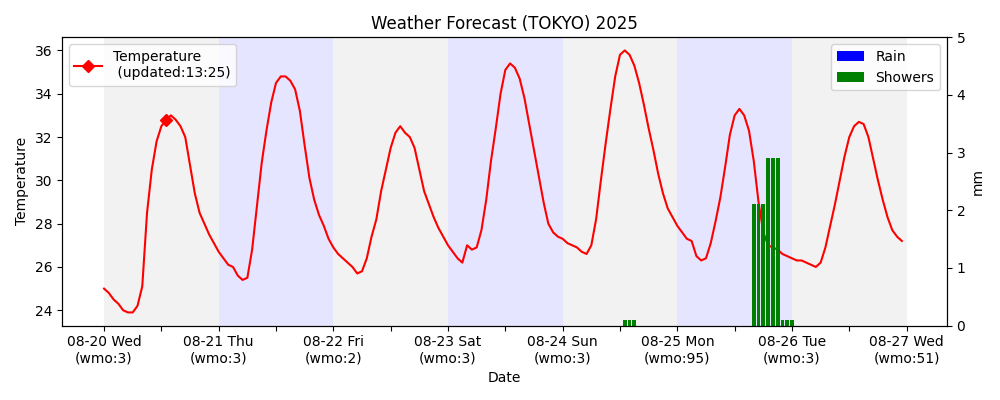 Weather Forecast (TOKYO) 2025
Temperature
(updated:13:25)
Rain
Showers
Temperature
36
34
32
30
28
26
24
5
4
3
2
1
0
mm
08-20 Wed
(wmo:3)
08-21 Thu
(wmo:3)
08-22 Fri
(wmo:2)
08-23 Sat
(wmo:3)
08-24 Sun
(wmo:3)
08-25 Mon
(wmo:95)
08-26 Tue
(wmo:3)
08-27 Wed
(wmo:51)
Date